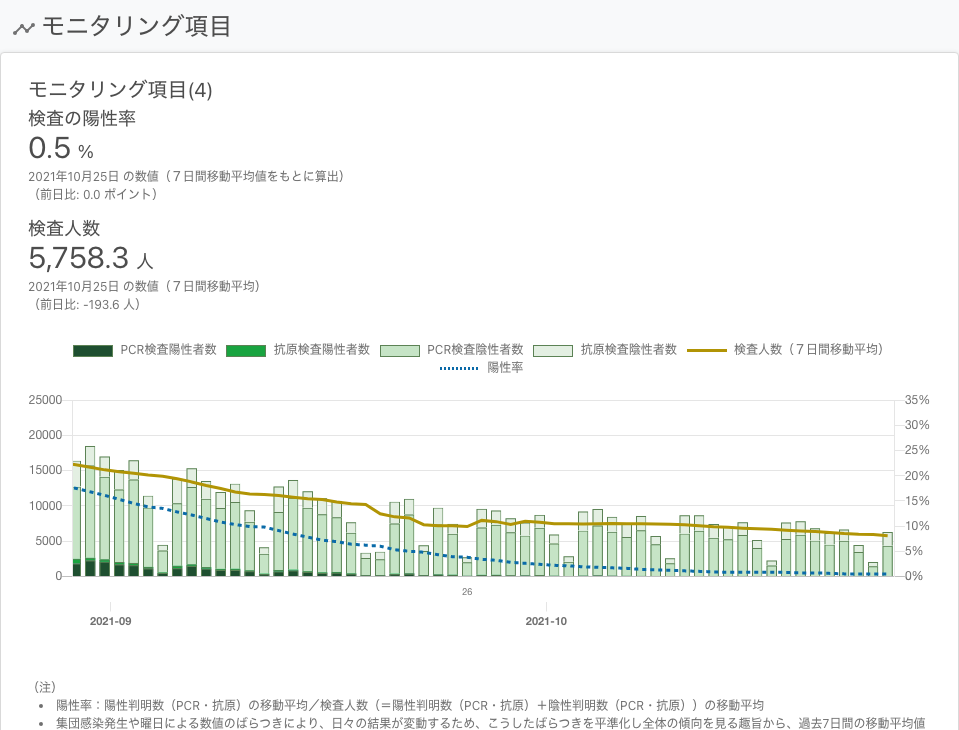 モニタリング項目
モニタリング項目(4)
検査の陽性率
0.5 %
2021年10月25日 の数値（７日間移動平均値をもとに算出）
（前日比: 0.0 ポイント）
検査人数
5,758.3 人
2021年10月25日 の数値（７日間移動平均）
（前日比: -193.6 人）
PCR検査陽性者数 抗原検査陽性者数 PCR検査陰性者数 抗原検査陰性者数 検査人数（７日間移動平均）
陽性率
25000 35%
30%
20000
25%
15000 20%
15%
10000
10%
5000
5%
0 0%
26
2021-09 2021-10
（注）
• 陽性率：陽性判明数（PCR・抗原）の移動平均／検査人数（＝陽性判明数（PCR・抗原）＋陰性判明数（PCR・抗原））の移動平均
• 集団感染発生や曜日による数値のばらつきにより、日々の結果が変動するため、こうしたばらつきを平準化し全体の傾向を見る趣旨から、過去7日間の移動平均値